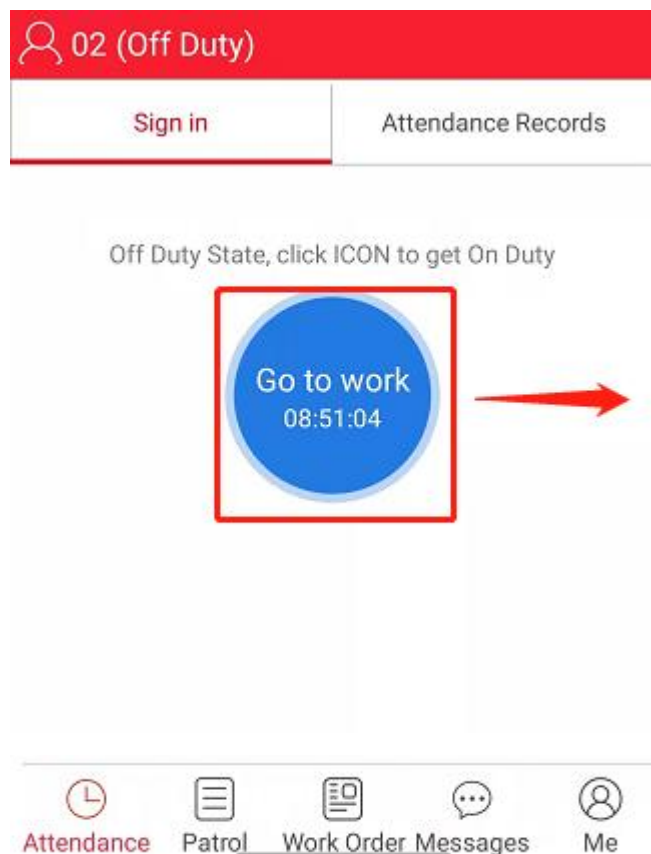 02 (Off Duty)
Sign in Attendance Records
Off Duty State, click ICON to get On Duty
Go to work
08:51:04
Attendance Patrol Work Order Messages Me